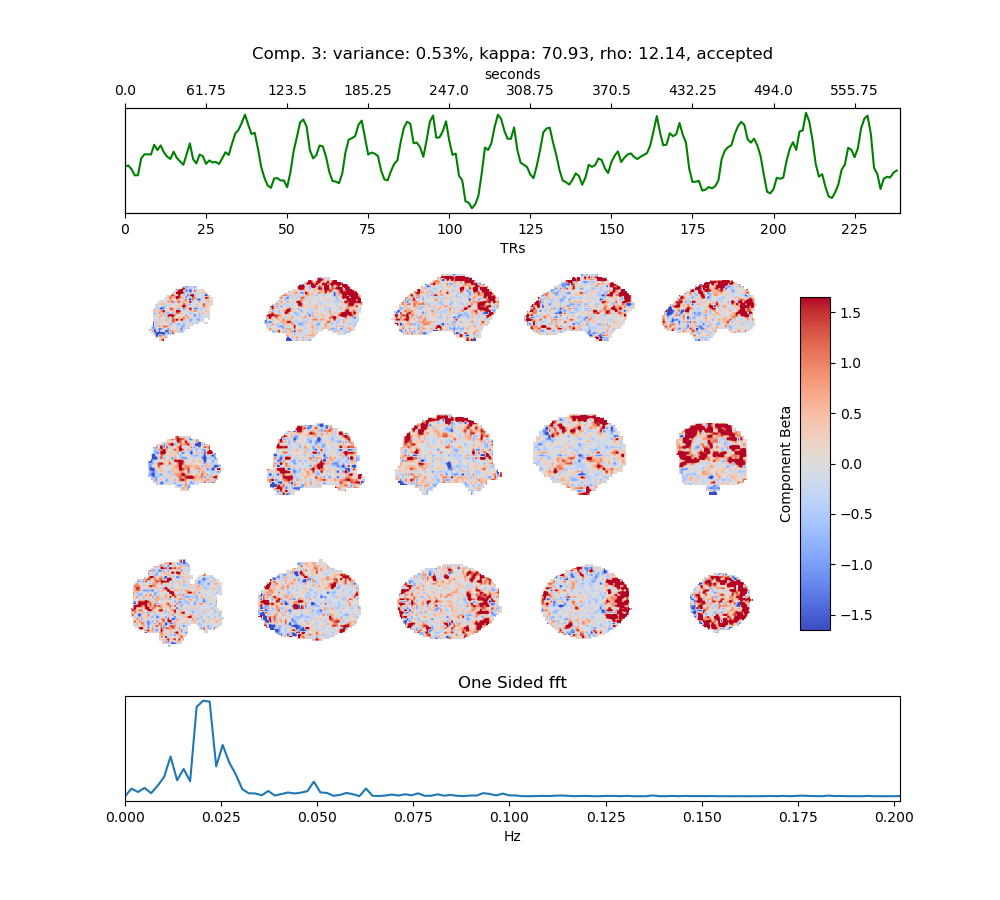 Comp. 3: variance: 0.53%, kappa: 70.93, rho: 12.14, accepted
seconds
0.0 61.75 123.5 185.25 247.0 308.75 370.5 432.25 494.0 555.75
0 25 50 75 100 125 150 175 200 225
TRs
1.5
1.0
0.5
0.0
−0.5
−1.0
−1.5
Component Beta
One Sided fft
0.000 0.025 0.050 0.075 0.100 0.125 0.150 0.175 0.200
Hz